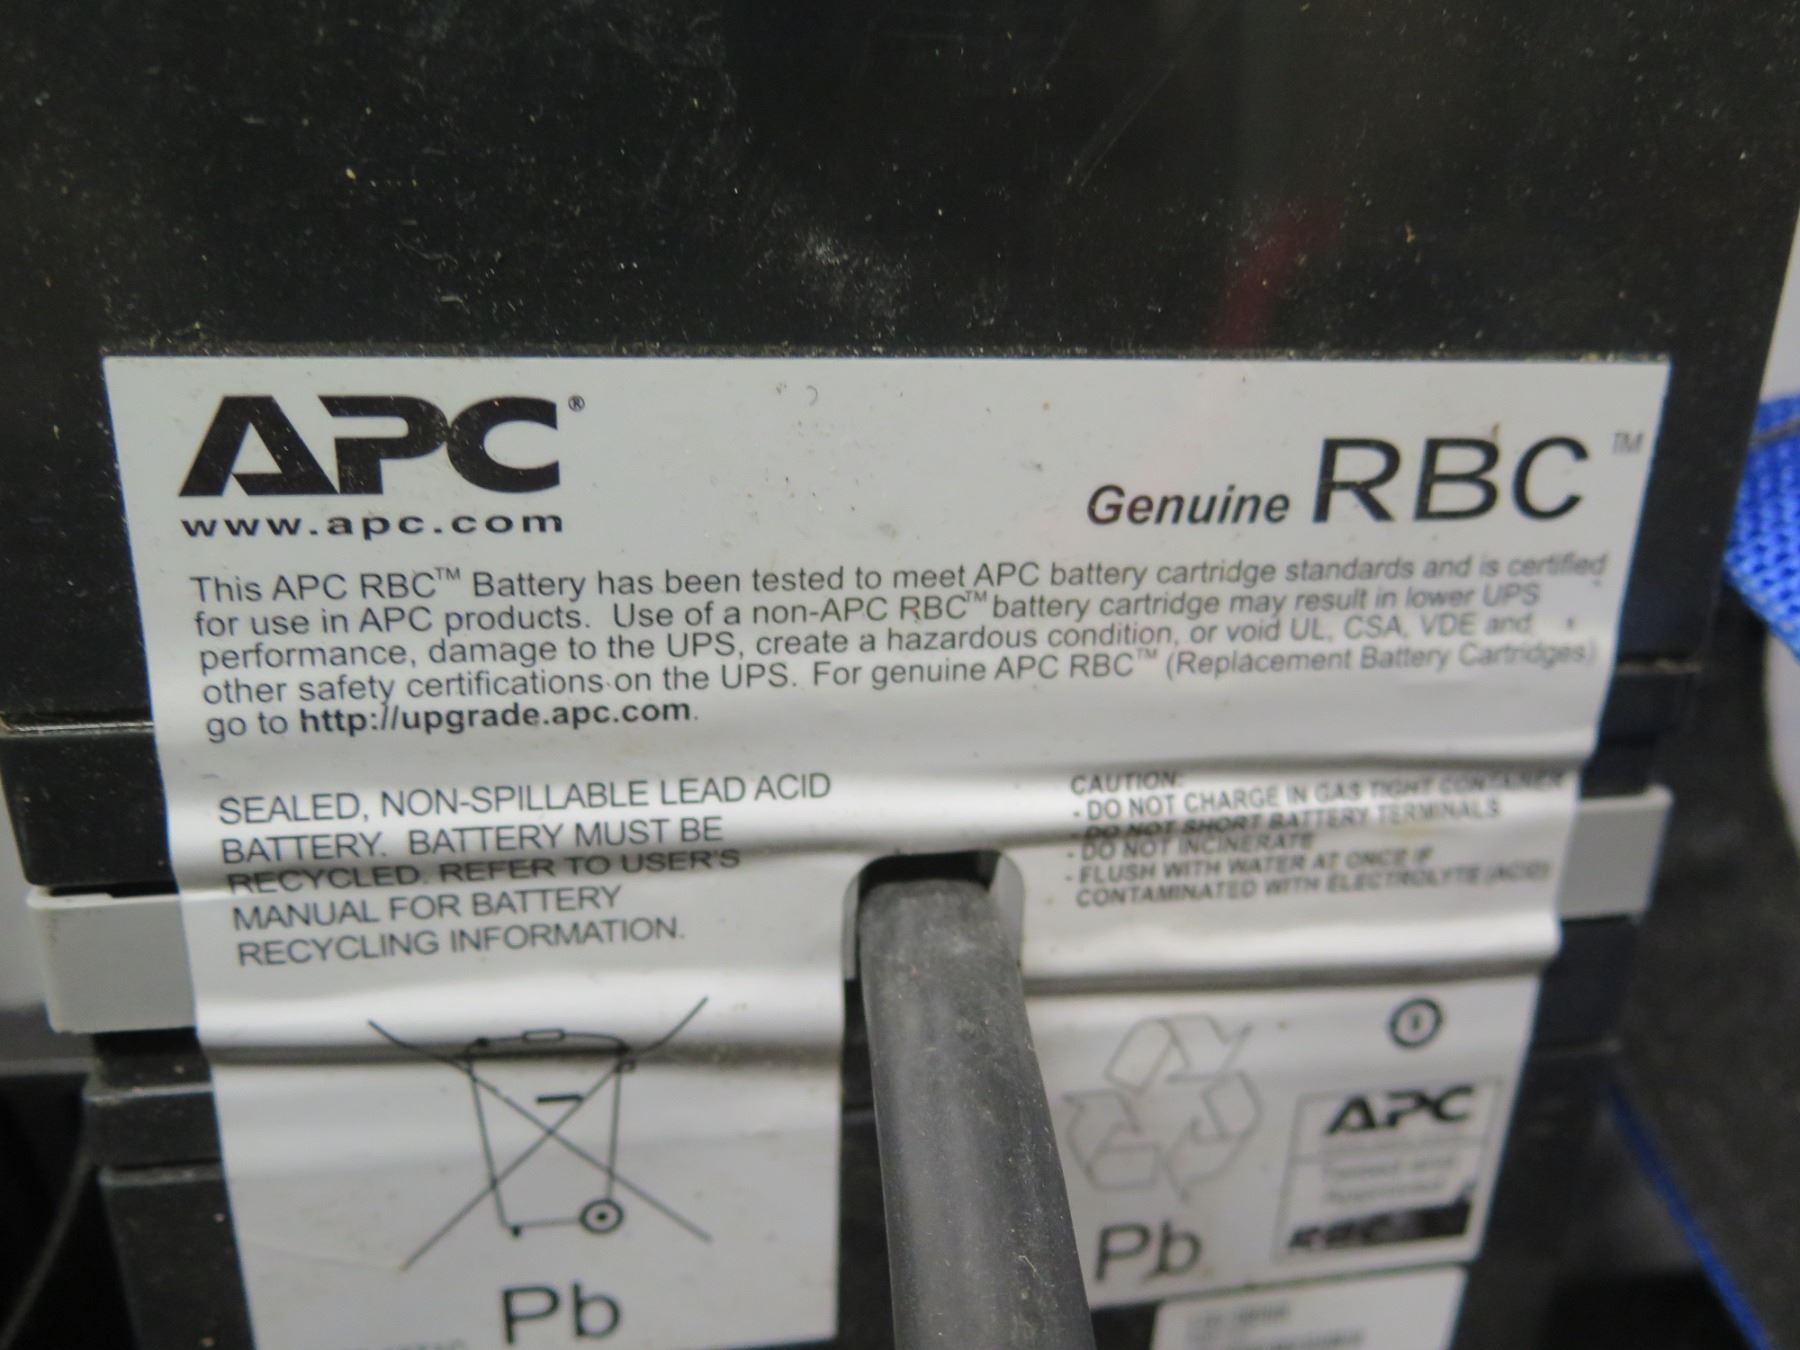 APC®
www.apc.com
Genuine RBC™
This APC RBC™ Battery has been tested to meet APC battery cartridge standards and is certified
for use in APC products. Use of a non-APC RBC™ battery cartridge may result in lower UPS
performance, damage to the UPS, create a hazardous condition, or void UL, CSA, VDE and
other safety certifications on the UPS. For genuine APC RBC™ (Replacement Battery Cartridges)
go to http://upgrade.apc.com.
SEALED, NON-SPILLABLE LEAD ACID
BATTERY. BATTERY MUST BE
RECYCLED. REFER TO USER'S
MANUAL FOR BATTERY
RECYCLING INFORMATION.
CAUTION:
- DO NOT CHARGE IN GAS TIGHT CONTAINER
- DO NOT SHORT BATTERY TERMINALS
- DO NOT INCINERATE
- FLUSH WITH WATER AT ONCE IF
CONTAMINATED WITH ELECTROLYTE (ACID)
APC
Tested and
Approved
RBC
Pb
Pb